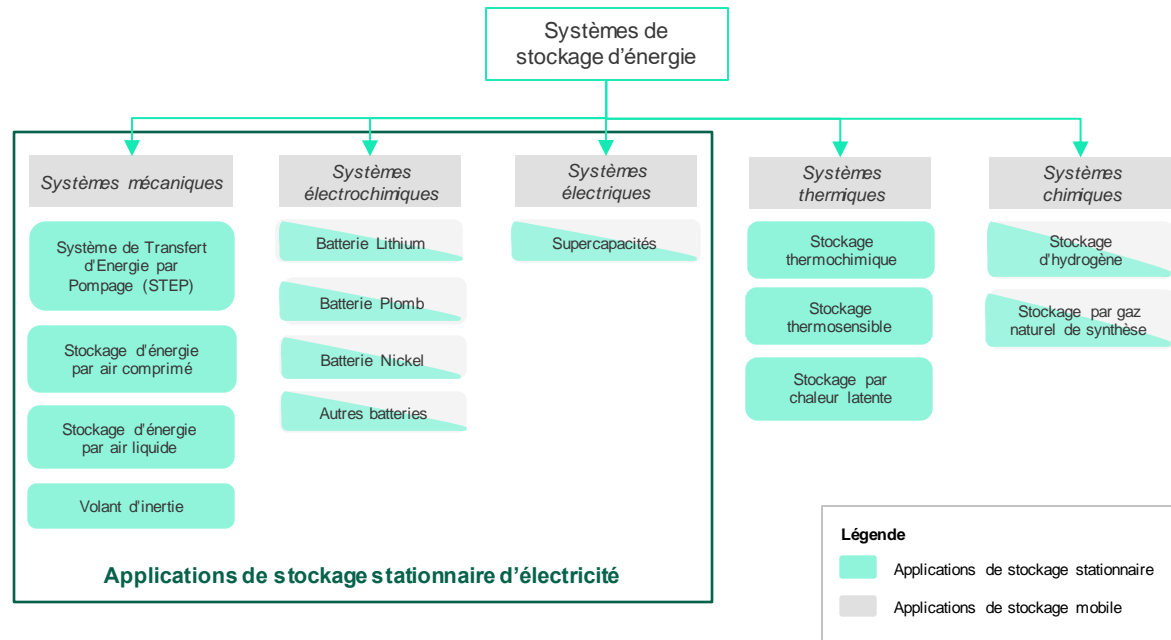 Systèmes de
stockage d'énergie
Systèmes mécaniques
Systèmes
électrochimiques
Systèmes
électriques
Systèmes
thermiques
Systèmes
chimiques
Système de Transfert
d'Energie par
Pompage (STEP)
Stockage d'énergie
par air comprimé
Stockage d'énergie
par air liquide
Volant d'inertie
Batterie Lithium
Batterie Plomb
Batterie Nickel
Autres batteries
Supercapacités
Stockage
thermochimique
Stockage
thermosensible
Stockage par
chaleur latente
Stockage
d'hydrogène
Stockage par gaz
naturel de synthèse
Applications de stockage stationnaire d'électricité
Légende
Applications de stockage stationnaire
Applications de stockage mobile